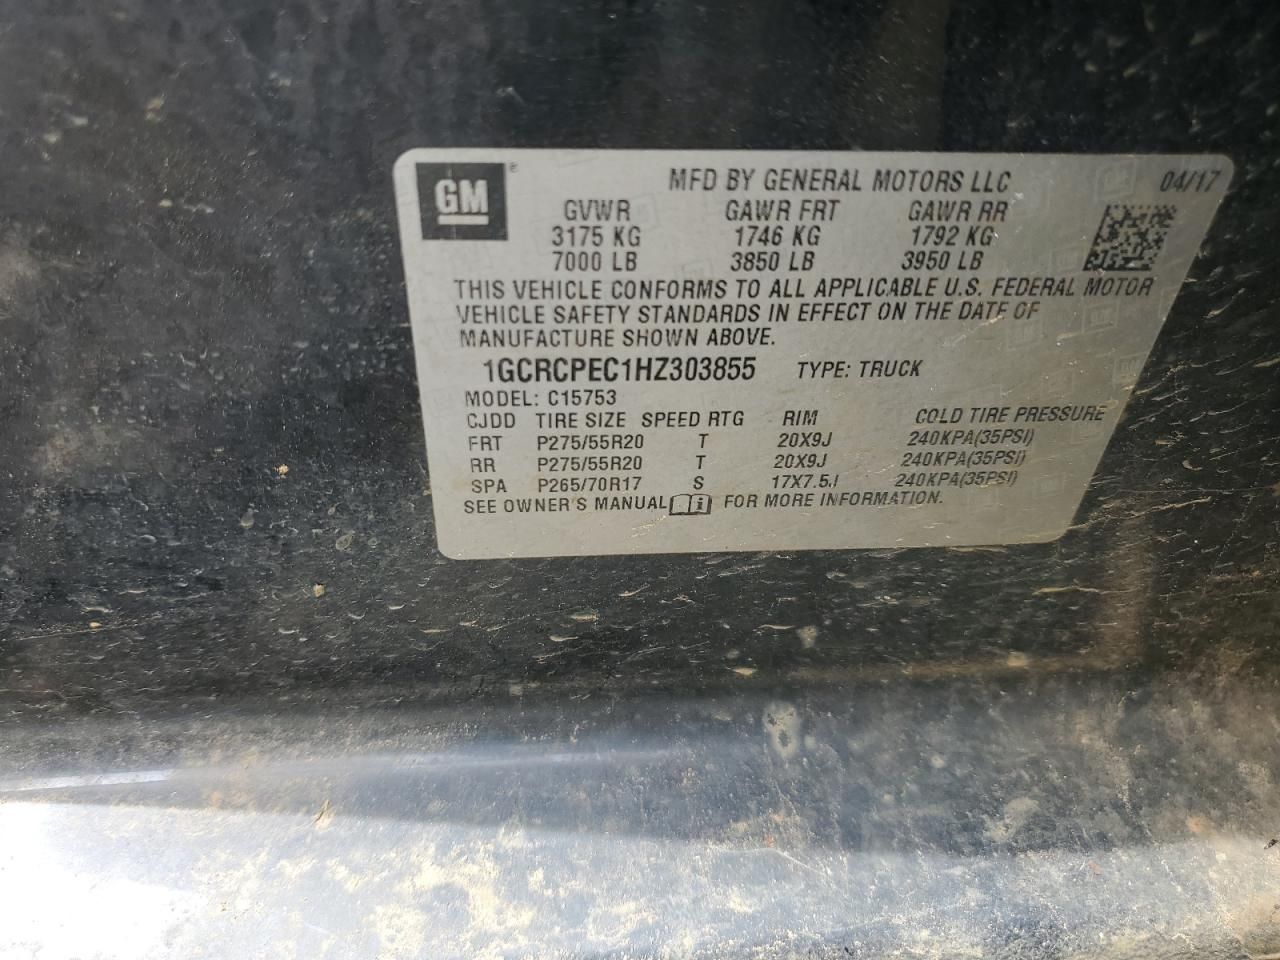 GM ®
MFD BY GENERAL MOTORS LLC 04/17
GVWR GAWR FRT GAWR RR
3175 KG 1746 KG 1792 KG
7000 LB 3850 LB 3950 LB
THIS VEHICLE CONFORMS TO ALL APPLICABLE U.S. FEDERAL MOTOR
VEHICLE SAFETY STANDARDS IN EFFECT ON THE DATE OF
MANUFACTURE SHOWN ABOVE.
1GCRCPEC1HZ303855 TYPE: TRUCK
MODEL: C15753
CJDD TIRE SIZE SPEED RTG RIM COLD TIRE PRESSURE
FRT P275/55R20 T 20X9J 240KPA(35PSI)
RR P275/55R20 T 20X9J 240KPA(35PSI)
SPA P265/70R17 S 17X7.5J 240KPA(35PSI)
SEE OWNER'S MANUAL i FOR MORE INFORMATION.